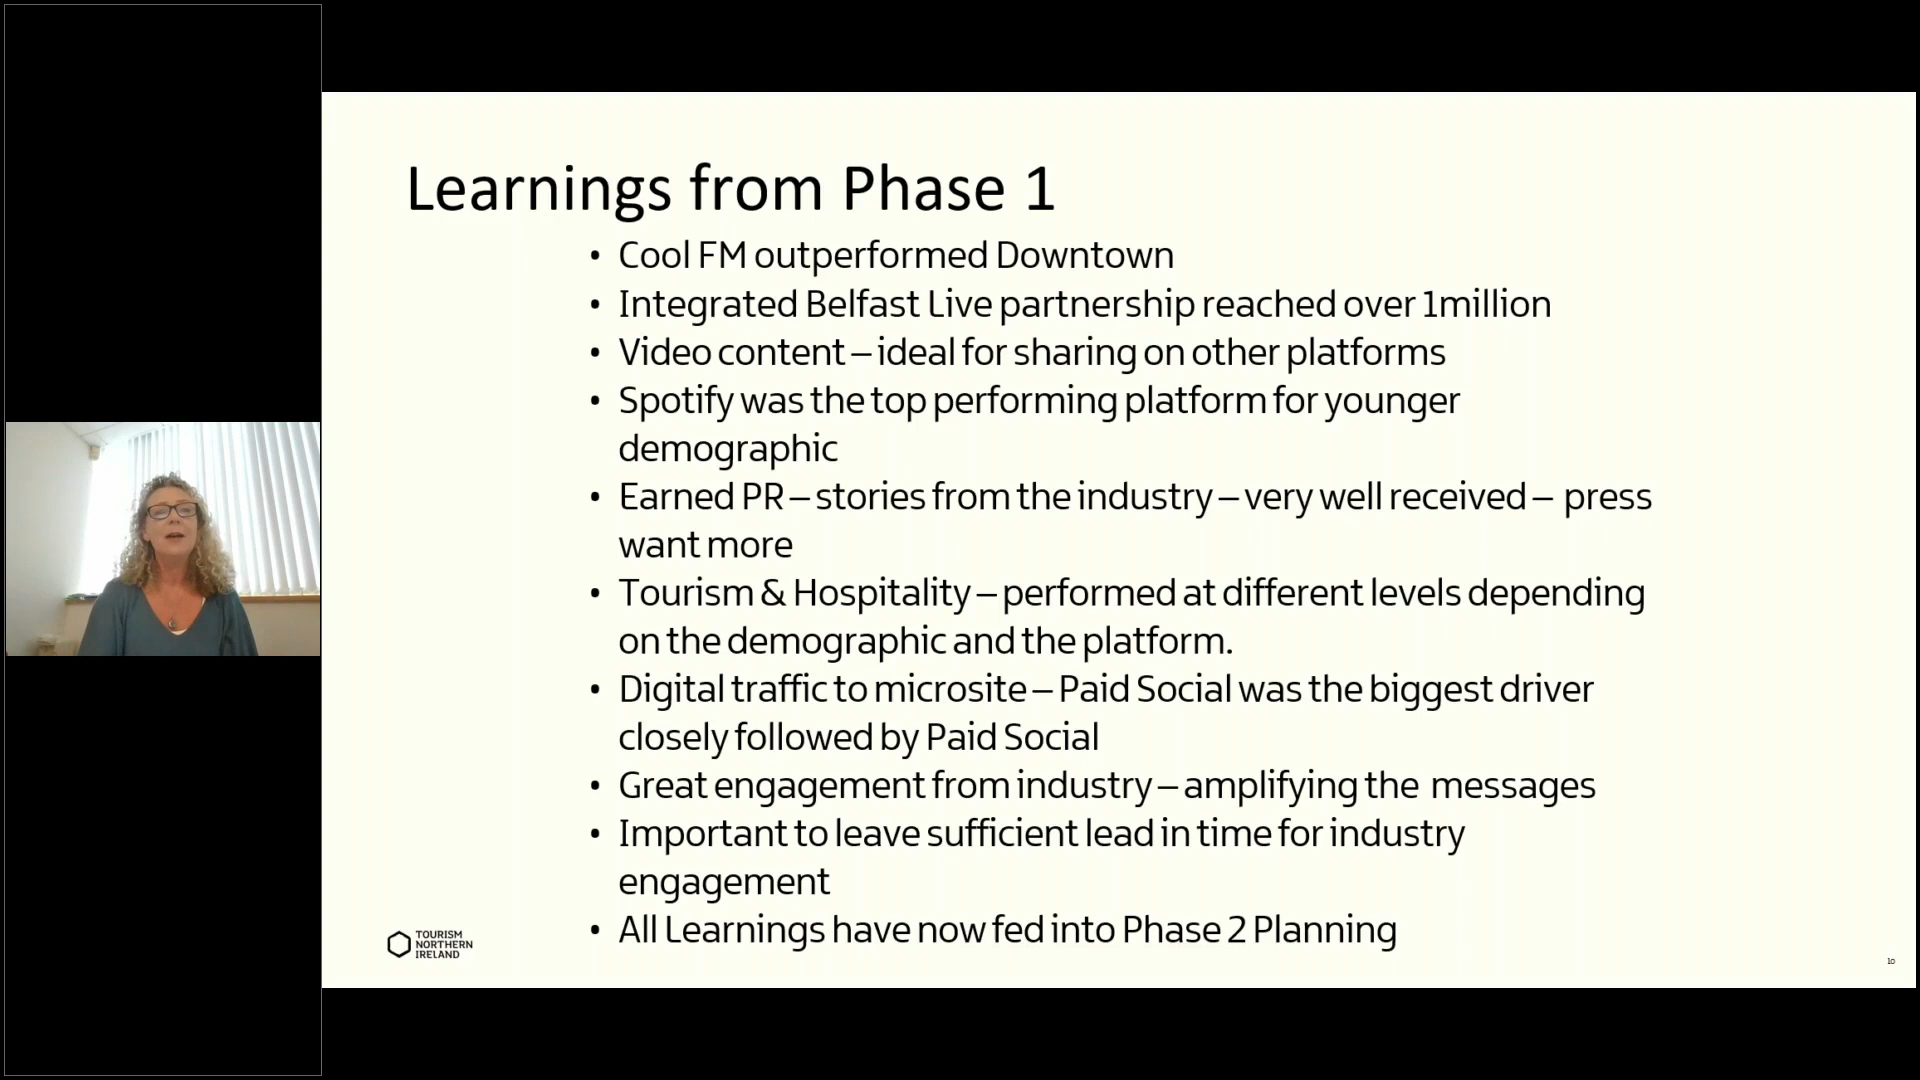 Learnings from Phase 1
• Cool FM outperformed Downtown
• Integrated Belfast Live partnership reached over 1million
• Video content – ideal for sharing on other platforms
• Spotify was the top performing platform for younger
demographic
• Earned PR – stories from the industry – very well received – press
want more
• Tourism & Hospitality – performed at different levels depending
on the demographic and the platform.
• Digital traffic to microsite – Paid Social was the biggest driver
closely followed by Paid Social
• Great engagement from industry – amplifying the messages
• Important to leave sufficient lead in time for industry
engagement
• All Learnings have now fed into Phase 2 Planning
TOURISM
NORTHERN
IRELAND
10